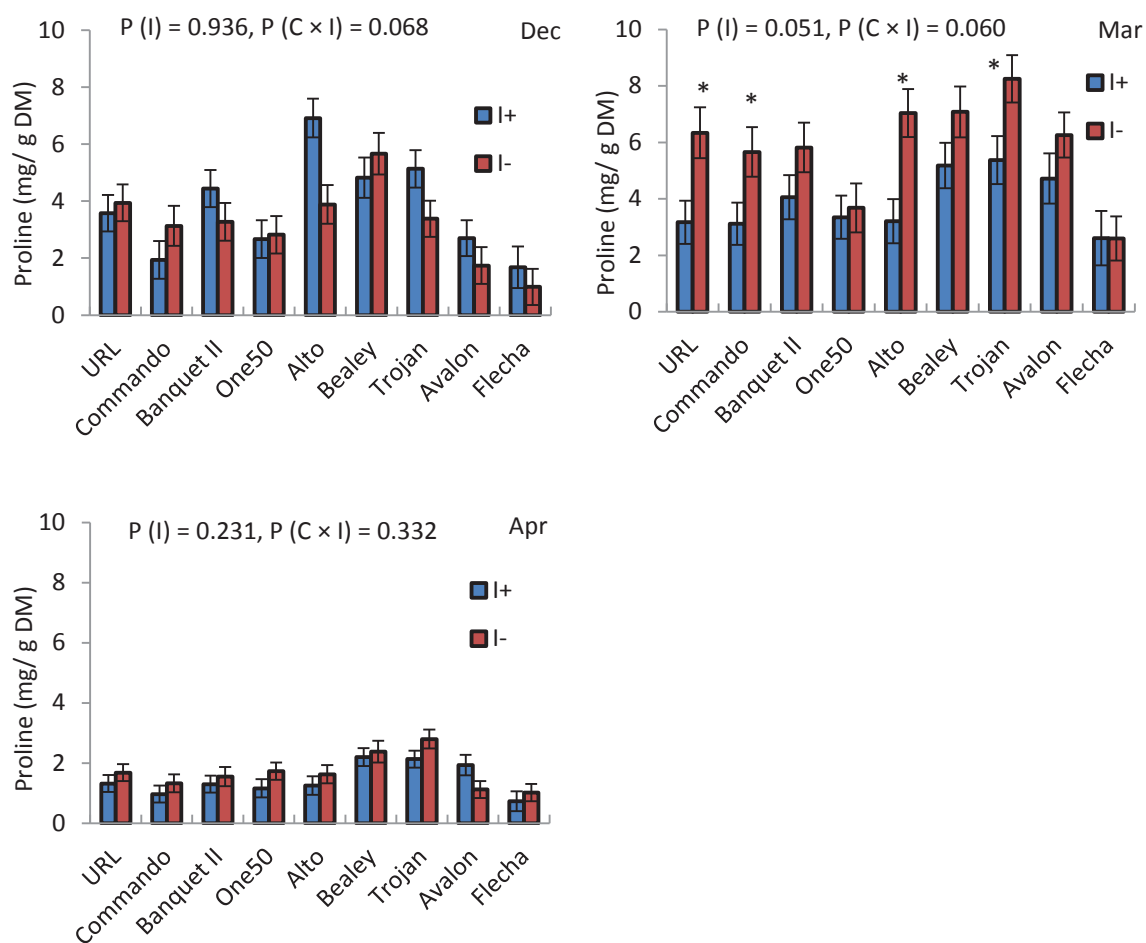 P (I) = 0.936, P (C × I) = 0.068
Dec
Proline (mg/ g DM)
10
8
6
4
2
0
I+
I-
URL
Commando
Banquet II
One50
Alto
Bealey
Trojan
Avalon
Flecha
P (I) = 0.051, P (C × I) = 0.060
Mar
Proline (mg/ g DM)
10
8
6
4
2
0
* * * *
I+
I-
URL
Commando
Banquet II
One50
Alto
Bealey
Trojan
Avalon
Flecha
P (I) = 0.231, P (C × I) = 0.332
Apr
Proline (mg/ g DM)
10
8
6
4
2
0
I+
I-
URL
Commando
Banquet II
One50
Alto
Bealey
Trojan
Avalon
Flecha